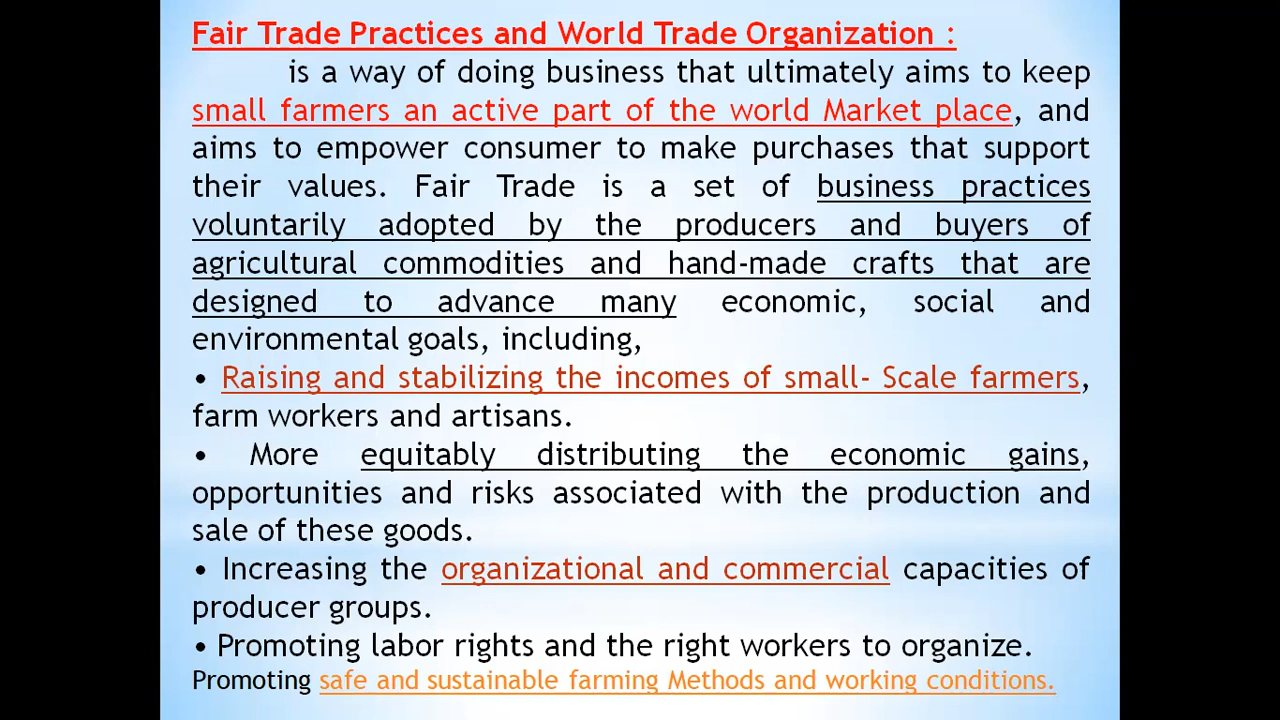 Fair Trade Practices and World Trade Organization :
is a way of doing business that ultimately aims to keep
small farmers an active part of the world Market place, and
aims to empower consumer to make purchases that support
their values. Fair Trade is a set of business practices
voluntarily adopted by the producers and buyers of
agricultural commodities and hand-made crafts that are
designed to advance many economic, social and
environmental goals, including,
• Raising and stabilizing the incomes of small- Scale farmers,
farm workers and artisans.
• More equitably distributing the economic gains,
opportunities and risks associated with the production and
sale of these goods.
• Increasing the organizational and commercial capacities of
producer groups.
• Promoting labor rights and the right workers to organize.
Promoting safe and sustainable farming Methods and working conditions.